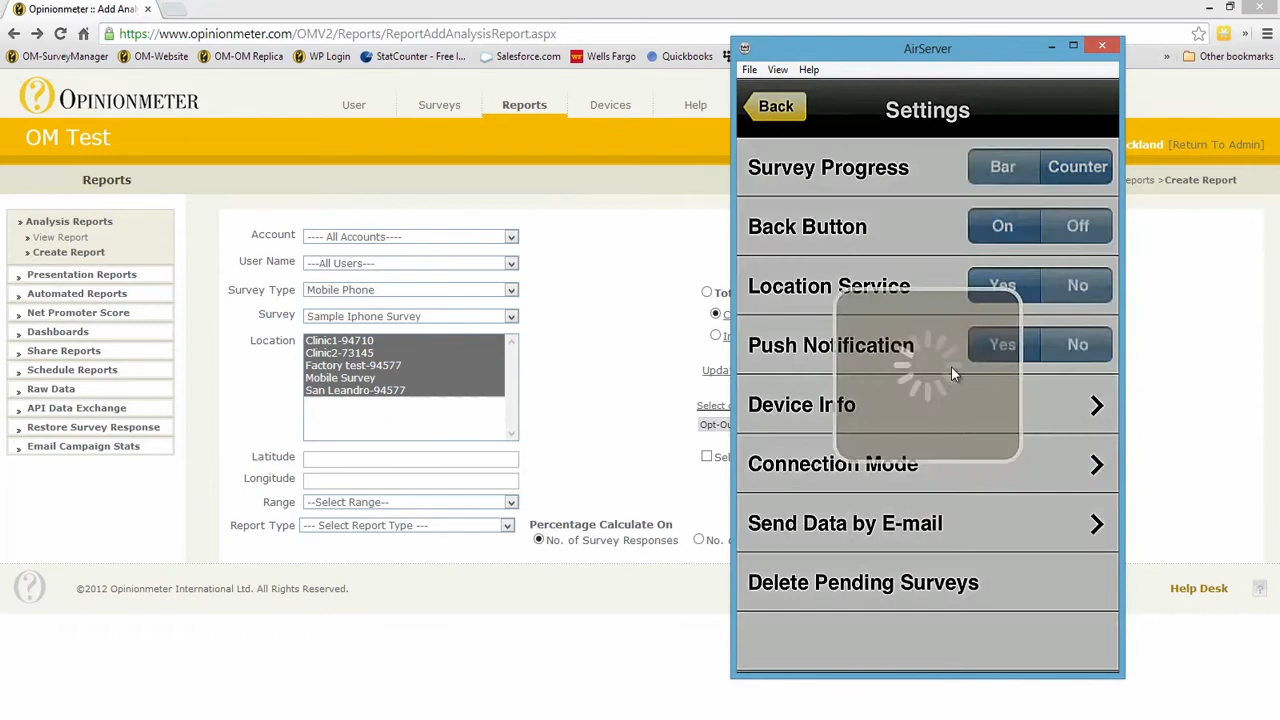 Opinionmeter :: Add Anal
https://www.opinionmeter.com/OMV2/Reports/ReportAddAnalysisReport.aspx
OM-SurveyManager OM-Website OM-OM Replica WP Login StatCounter - Free I... Salesforce.com Wells Fargo Quickbooks » Other bookmarks
OPINIONMETER
User Surveys Reports Devices Help
OM Test
ckland [Return To Admin]
Reports
eports >Create Report
Analysis Reports
View Report
Create Report
Presentation Reports
Automated Reports
Net Promoter Score
Dashboards
Share Reports
Schedule Reports
Raw Data
API Data Exchange
Restore Survey Response
Email Campaign Stats
Account ---- All Accounts----
User Name ---All Users---
Survey Type Mobile Phone
Survey Sample Iphone Survey
Location
Clinic1-94710
Clinic2-73145
Factory test-94577
Mobile Survey
San Leandro-94577
Latitude
Longitude
Range --Select Range--
Report Type --- Select Report Type ---
Percentage Calculate On
No. of Survey Responses No.
Tot
C
In
Upda
Select
Opt-Ou
Sel
AirServer
File View Help
Back Settings
Survey Progress Bar Counter
Back Button On Off
Location Service Yes No
Push Notification Yes No
Device Info
Connection Mode
Send Data by E-mail
Delete Pending Surveys
©2012 Opinionmeter International Ltd. All Rights Reserved.
Help Desk ?